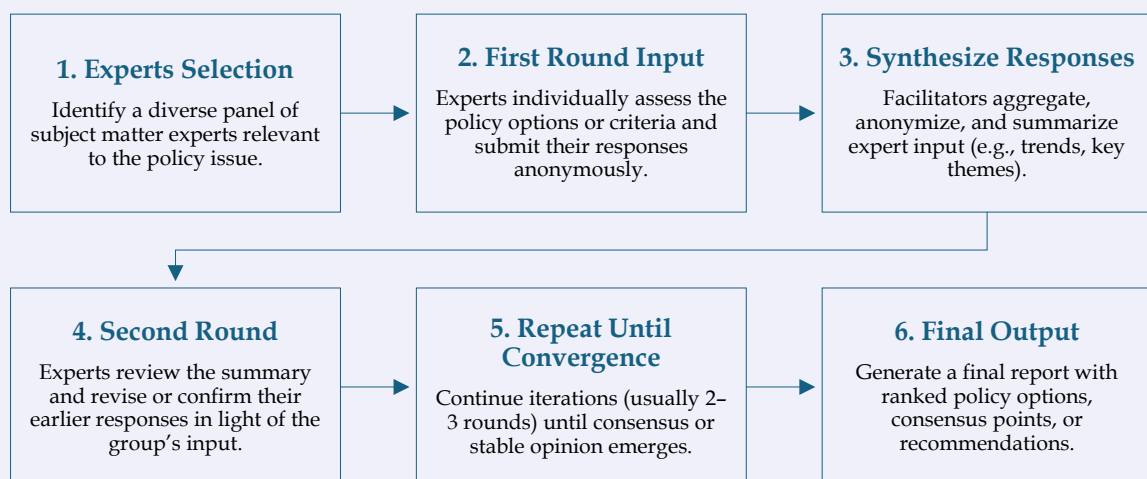 1. Experts Selection
Identify a diverse panel of
subject matter experts relevant
to the policy issue.
2. First Round Input
Experts individually assess the
policy options or criteria and
submit their responses
anonymously.
3. Synthesize Responses
Facilitators aggregate,
anonymize, and summarize
expert input (e.g., trends, key
themes).
4. Second Round
Experts review the summary
and revise or confirm their
earlier responses in light of the
group’s input.
5. Repeat Until
Convergence
Continue iterations (usually 2–
3 rounds) until consensus or
stable opinion emerges.
6. Final Output
Generate a final report with
ranked policy options,
consensus points, or
recommendations.